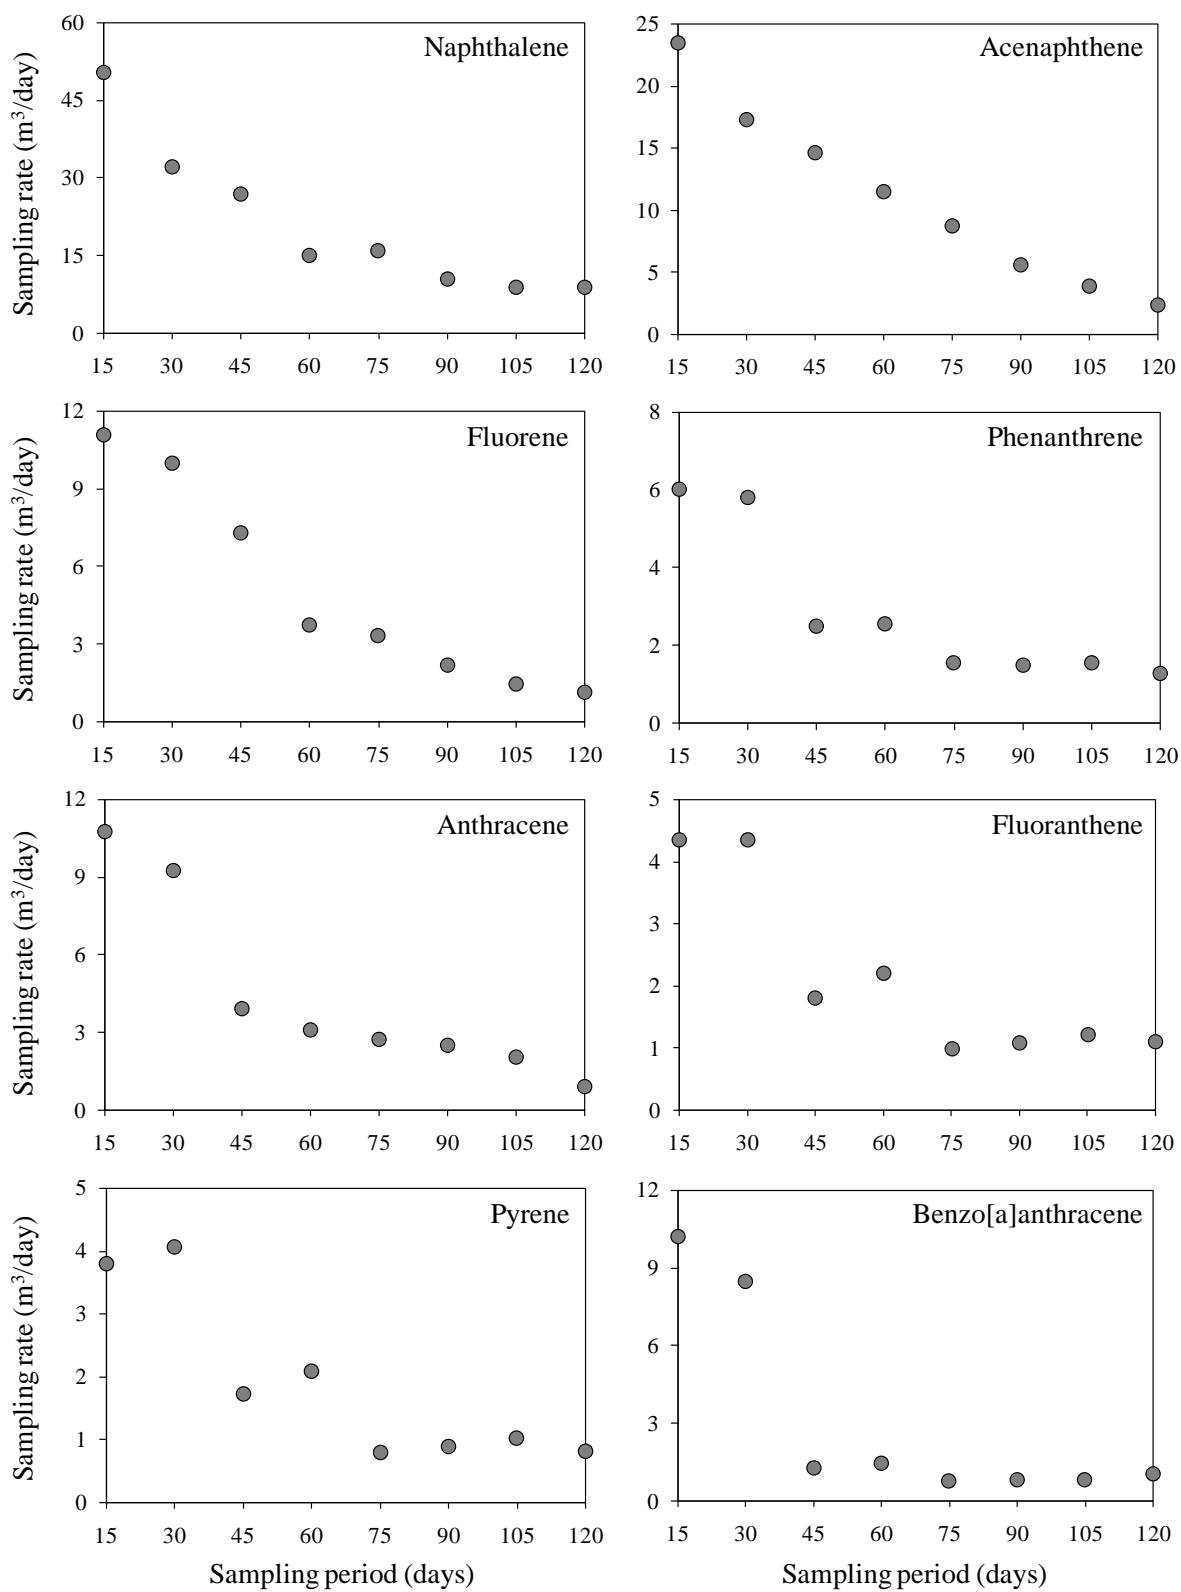 Sampling rate (m³/day)
60
45
30
15
0
Naphthalene
15 30 45 60 75 90 105 120
25
20
15
10
5
0
Acenaphthene
15 30 45 60 75 90 105 120
Sampling rate (m³/day)
12
9
6
3
0
Fluorene
15 30 45 60 75 90 105 120
8
6
4
2
0
Phenanthrene
15 30 45 60 75 90 105 120
Sampling rate (m³/day)
12
9
6
3
0
Anthracene
15 30 45 60 75 90 105 120
5
4
3
2
1
0
Fluoranthene
15 30 45 60 75 90 105 120
Sampling rate (m³/day)
5
4
3
2
1
0
Pyrene
15 30 45 60 75 90 105 120
Sampling period (days)
12
9
6
3
0
Benzo[a]anthracene
15 30 45 60 75 90 105 120
Sampling period (days)